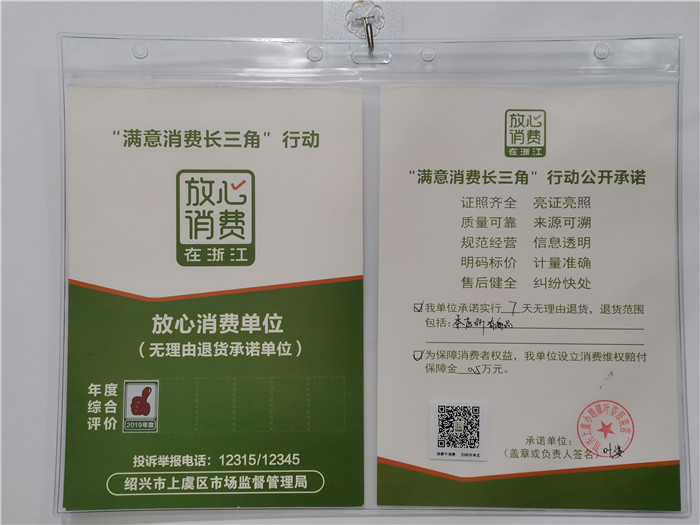 “满意消费长三角”行动
放心
消费
在浙江
放心消费单位
（无理由退货承诺单位）
年度
综合
评价
2019年度
投诉举报电话：12315/12345
绍兴市上虞区市场监督管理局
放心
消费
在浙江
“满意消费长三角”行动公开承诺
证照齐全 亮证亮照
质量可靠 来源可溯
规范经营 信息透明
明码标价 计量准确
售后健全 纠纷快处
我单位承诺实行 7 天无理由退货，退货范围
包括：本店所有商品
为保障消费者权益，我单位设立消费维权赔付
保障金 0.5 万元。
承诺单位：
（盖章或负责人签名）